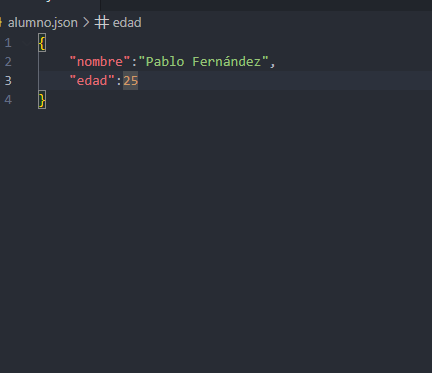 alumno.json > edad
1 {
2 "nombre":"Pablo Fernández",
3 "edad":25
4 }